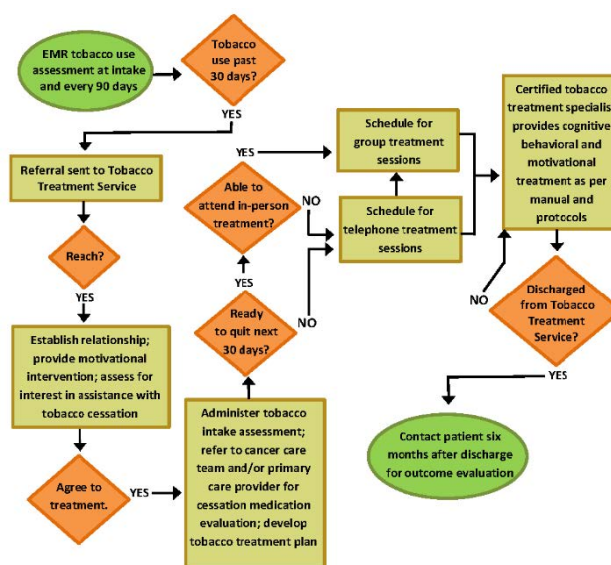 EMR tobacco use
assessment at intake
and every 90 days
Tobacco
use past
30 days?
YES
Referral sent to Tobacco
Treatment Service
Reach?
YES
Establish relationship;
provide motivational
intervention; assess for
interest in assistance with
tobacco cessation
Agree to
treatment.
YES
Administer tobacco
intake assessment;
refer to cancer care
team and/or primary
care provider for
cessation medication
evaluation; develop
tobacco treatment plan
Ready to
quit next
30 days?
YES
NO
Able to
attend in-person
treatment?
YES
NO
Schedule for
group treatment
sessions
Schedule for
telephone treatment
sessions
Certified tobacco
treatment specialist
provides cognitive
behavioral and
motivational
treatment as per
manual and
protocols
NO
Discharged
from Tobacco
Treatment
Service?
YES
Contact patient six
months after discharge
for outcome evaluation